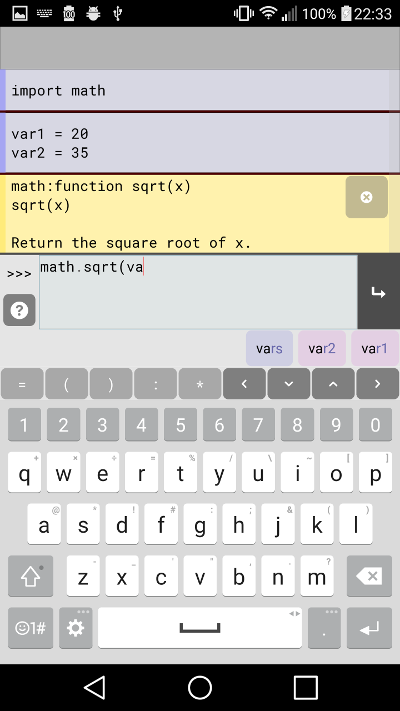 100% 22:33
import math
var1 = 20
var2 = 35
math:function sqrt(x)
sqrt(x)
Return the square root of x.
>>> math.sqrt(va
?
vars var2 var1
= ( ) : * < > 
1 2 3 4 5 6 7 8 9 0
q w e r t y u i o p
a s d f g h j k l
z x c v b n m
☺1# .